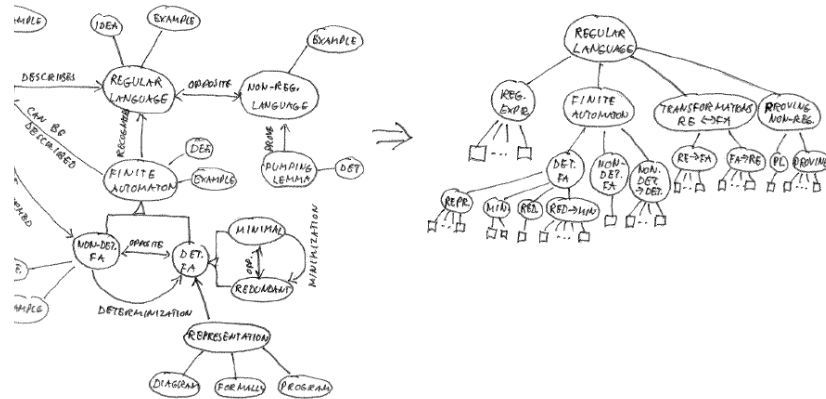 AMPLE
IDEA
EXAMPLE
EXAMPLE
DESCRIBES
REGULAR
LANGUAGE
OPPOSITE
NON-REG.
LANGUAGE
CAN BE
DESCRIBED
RECOGNIZES
PROVE
FINITE
AUTOMATON
DEF
EXAMPLE
PUMPING
LEMMA
DET
NON-DET.
FA
OPPOSITE
DET.
FA
MINIMAL
OPP.
REDUNDANT
MINIMIZATION
AMPLE
DETERMINIZATION
REPRESENTATION
DIAGRAM
FORMALLY
PROGRAM
REGULAR
LANGUAGE
REG.
EXPR.
FINITE
AUTOMATON
TRANSFORMATIONS
RE ↔ FA
PROVING
NON-REG.
...
DET.
FA
NON-
DET.
FA
NON-
DET.
→DET.
RE→FA
FA→RE
PL
PROVING
REPR.
MIN.
RED.
RED→MIN
...
...
...
...
...